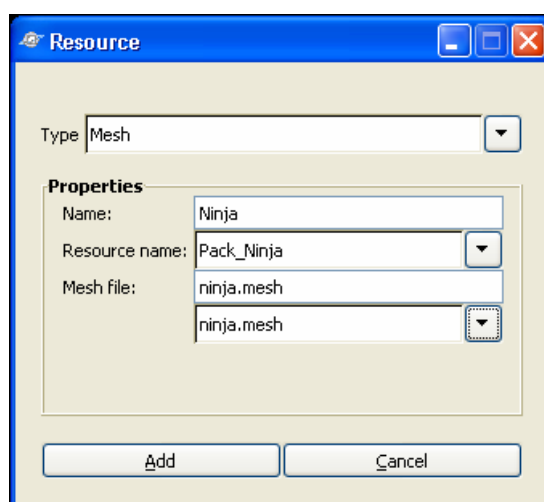 Resource
Type Mesh
Properties
Name: Ninja
Resource name: Pack_Ninja
Mesh file: ninja.mesh
ninja.mesh
Add Cancel